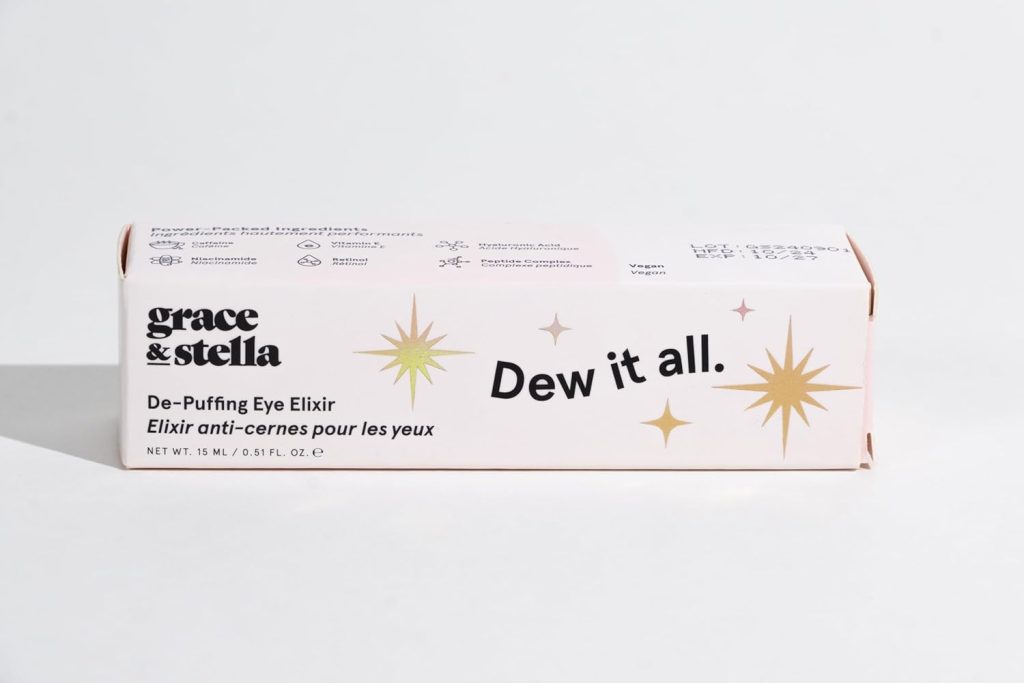 Power-Packed Ingredients
Ingrédients hautement performants
Caffeine
Caféine
Vitamin E
Vitamine E
Hyaluronic Acid
Acide Hyaluronique
Niacinamide
Niacinamide
Retinol
Rétinol
Peptide Complex
Complexe peptidique
Vegan
Vegan
LOT: GS240901
MFD: 10/24
EXP: 10/27
grace
& stella
De-Puffing Eye Elixir
Elixir anti-cernes pour les yeux
NET WT. 15 ML / 0.51 FL. OZ. ℮
Dew it all.